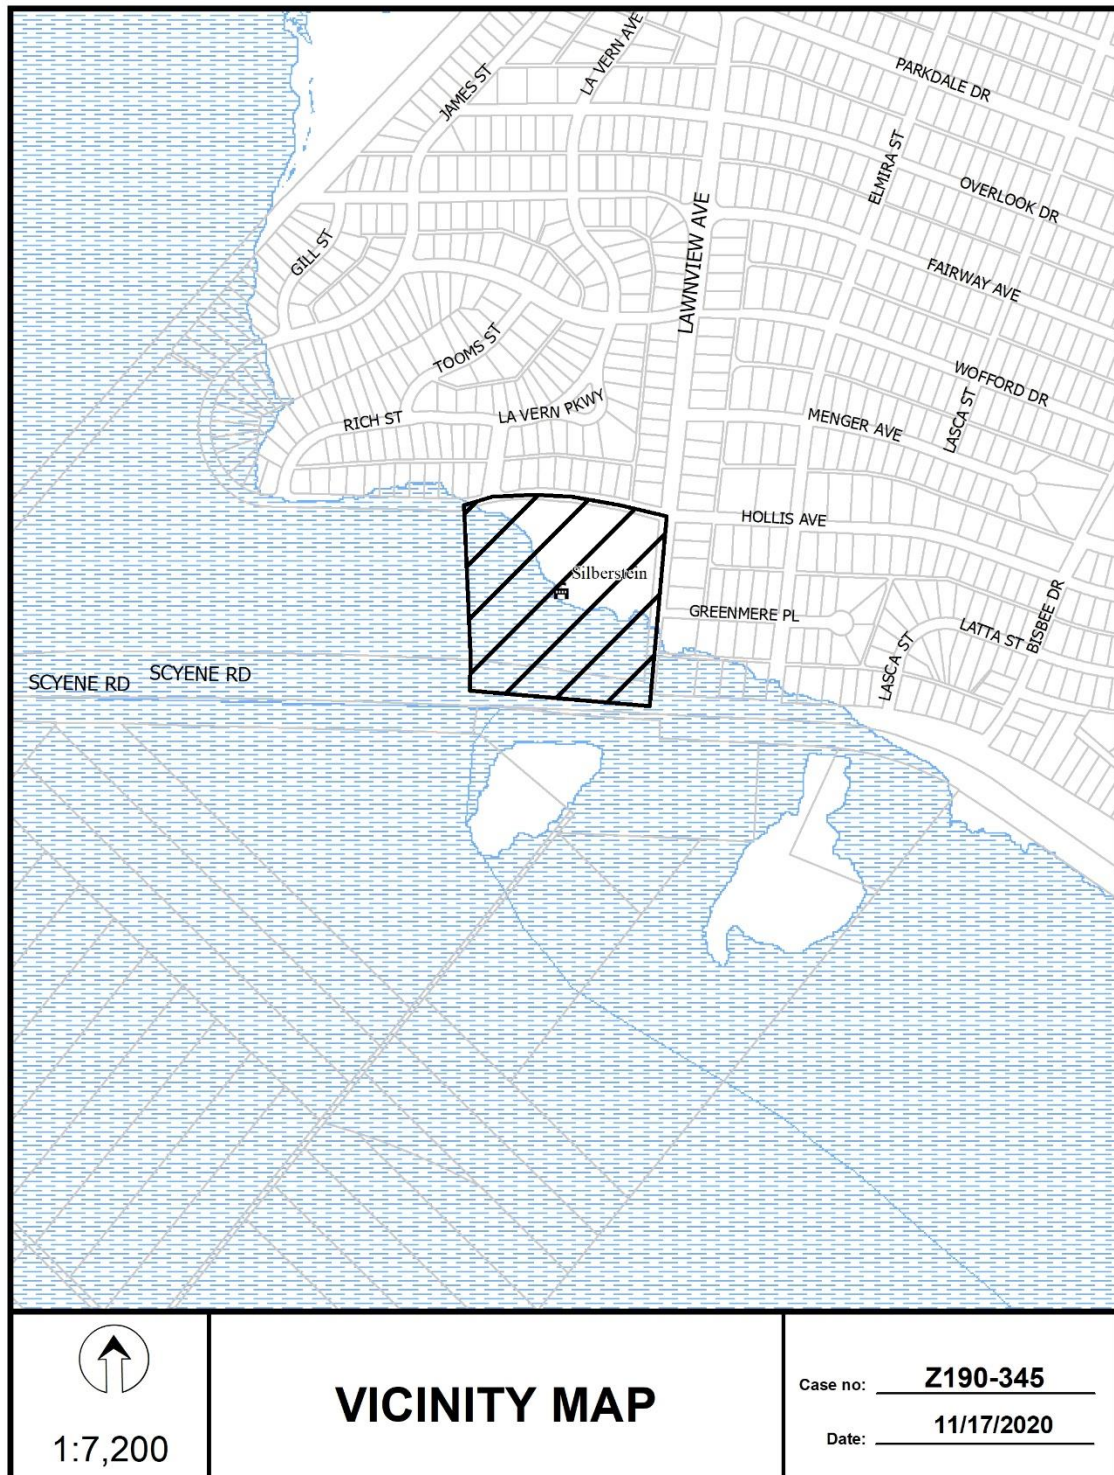 LA VERN AVE
JAMES ST
PARKDALE DR
ELMIRA ST
OVERLOOK DR
LAWNVIEW AVE
GILL ST
FAIRWAY AVE
TOOMS ST
WOFFORD DR
LASCA ST
RICH ST
LA VERN PKWY
MENGER AVE
HOLLIS AVE
Silberstein
GREENMERE PL
LATTA ST
BISBEE DR
LASCA ST
SCYENE RD
SCYENE RD
1:7,200
VICINITY MAP
Case no: Z190-345
Date: 11/17/2020